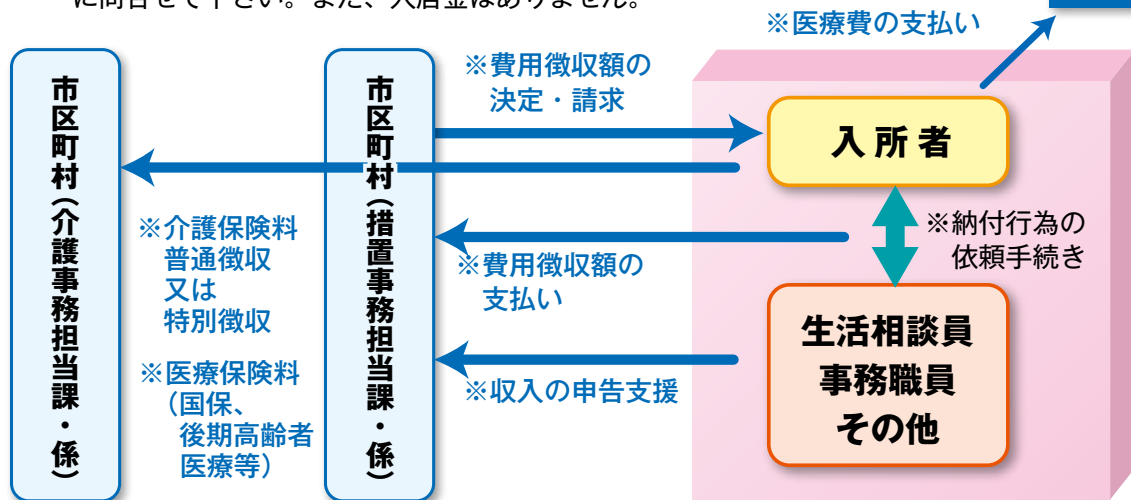 に問合せて下さい。また、入居金はありません。
※医療費の支払い
市区町村（介護事務担当課・係）
市区町村（措置事務担当課・係）
※費用徴収額の
決定・請求
入所者
※介護保険料
普通徴収
又は
特別徴収
※医療保険料
（国保、
後期高齢者
医療等）
※費用徴収額の
支払い
※収入の申告支援
※納付行為の
依頼手続き
生活相談員
事務職員
その他